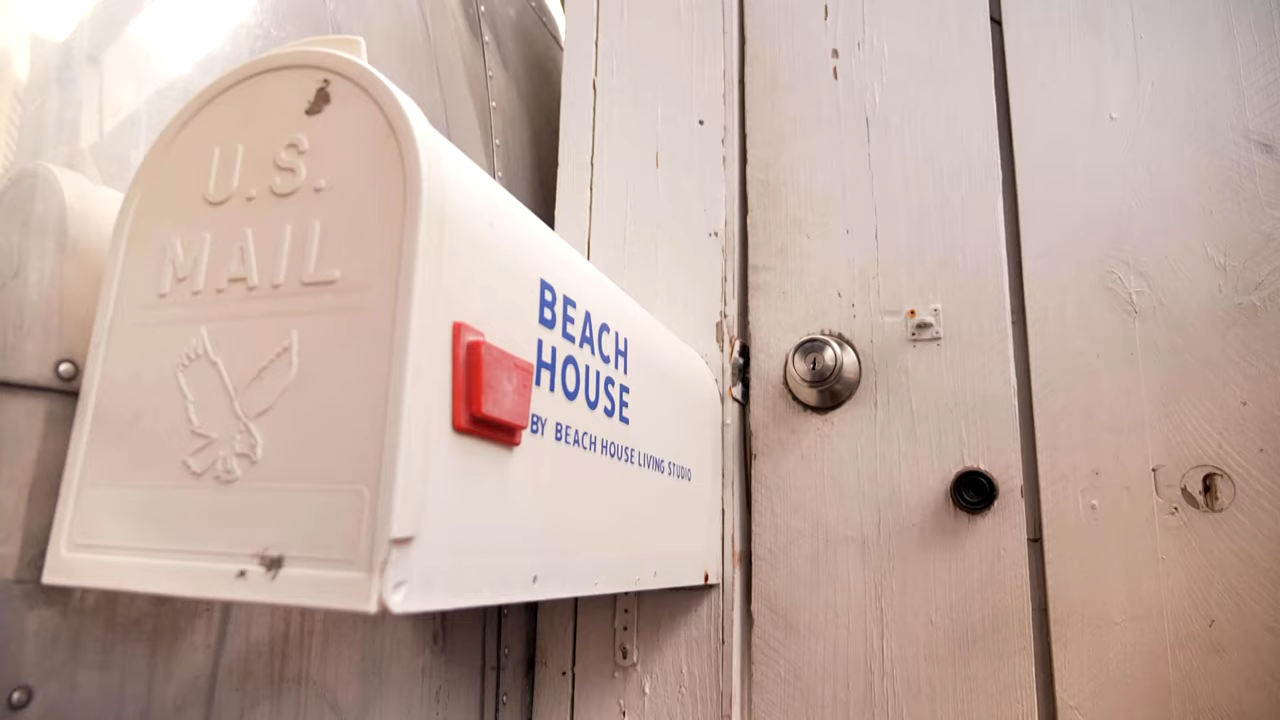 U.S.
MAIL
BEACH
HOUSE
BY BEACH HOUSE LIVING STUDIO